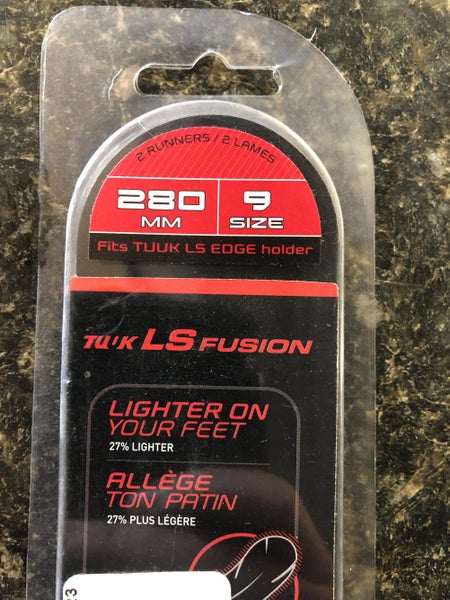 2 RUNNERS / 2 LAMES
280 9
MM SIZE
Fits TUUK LS EDGE holder
TUUK LS FUSION
LIGHTER ON
YOUR FEET
27% LIGHTER
ALLÈGE
TON PATIN
27% PLUS LÉGÈRE